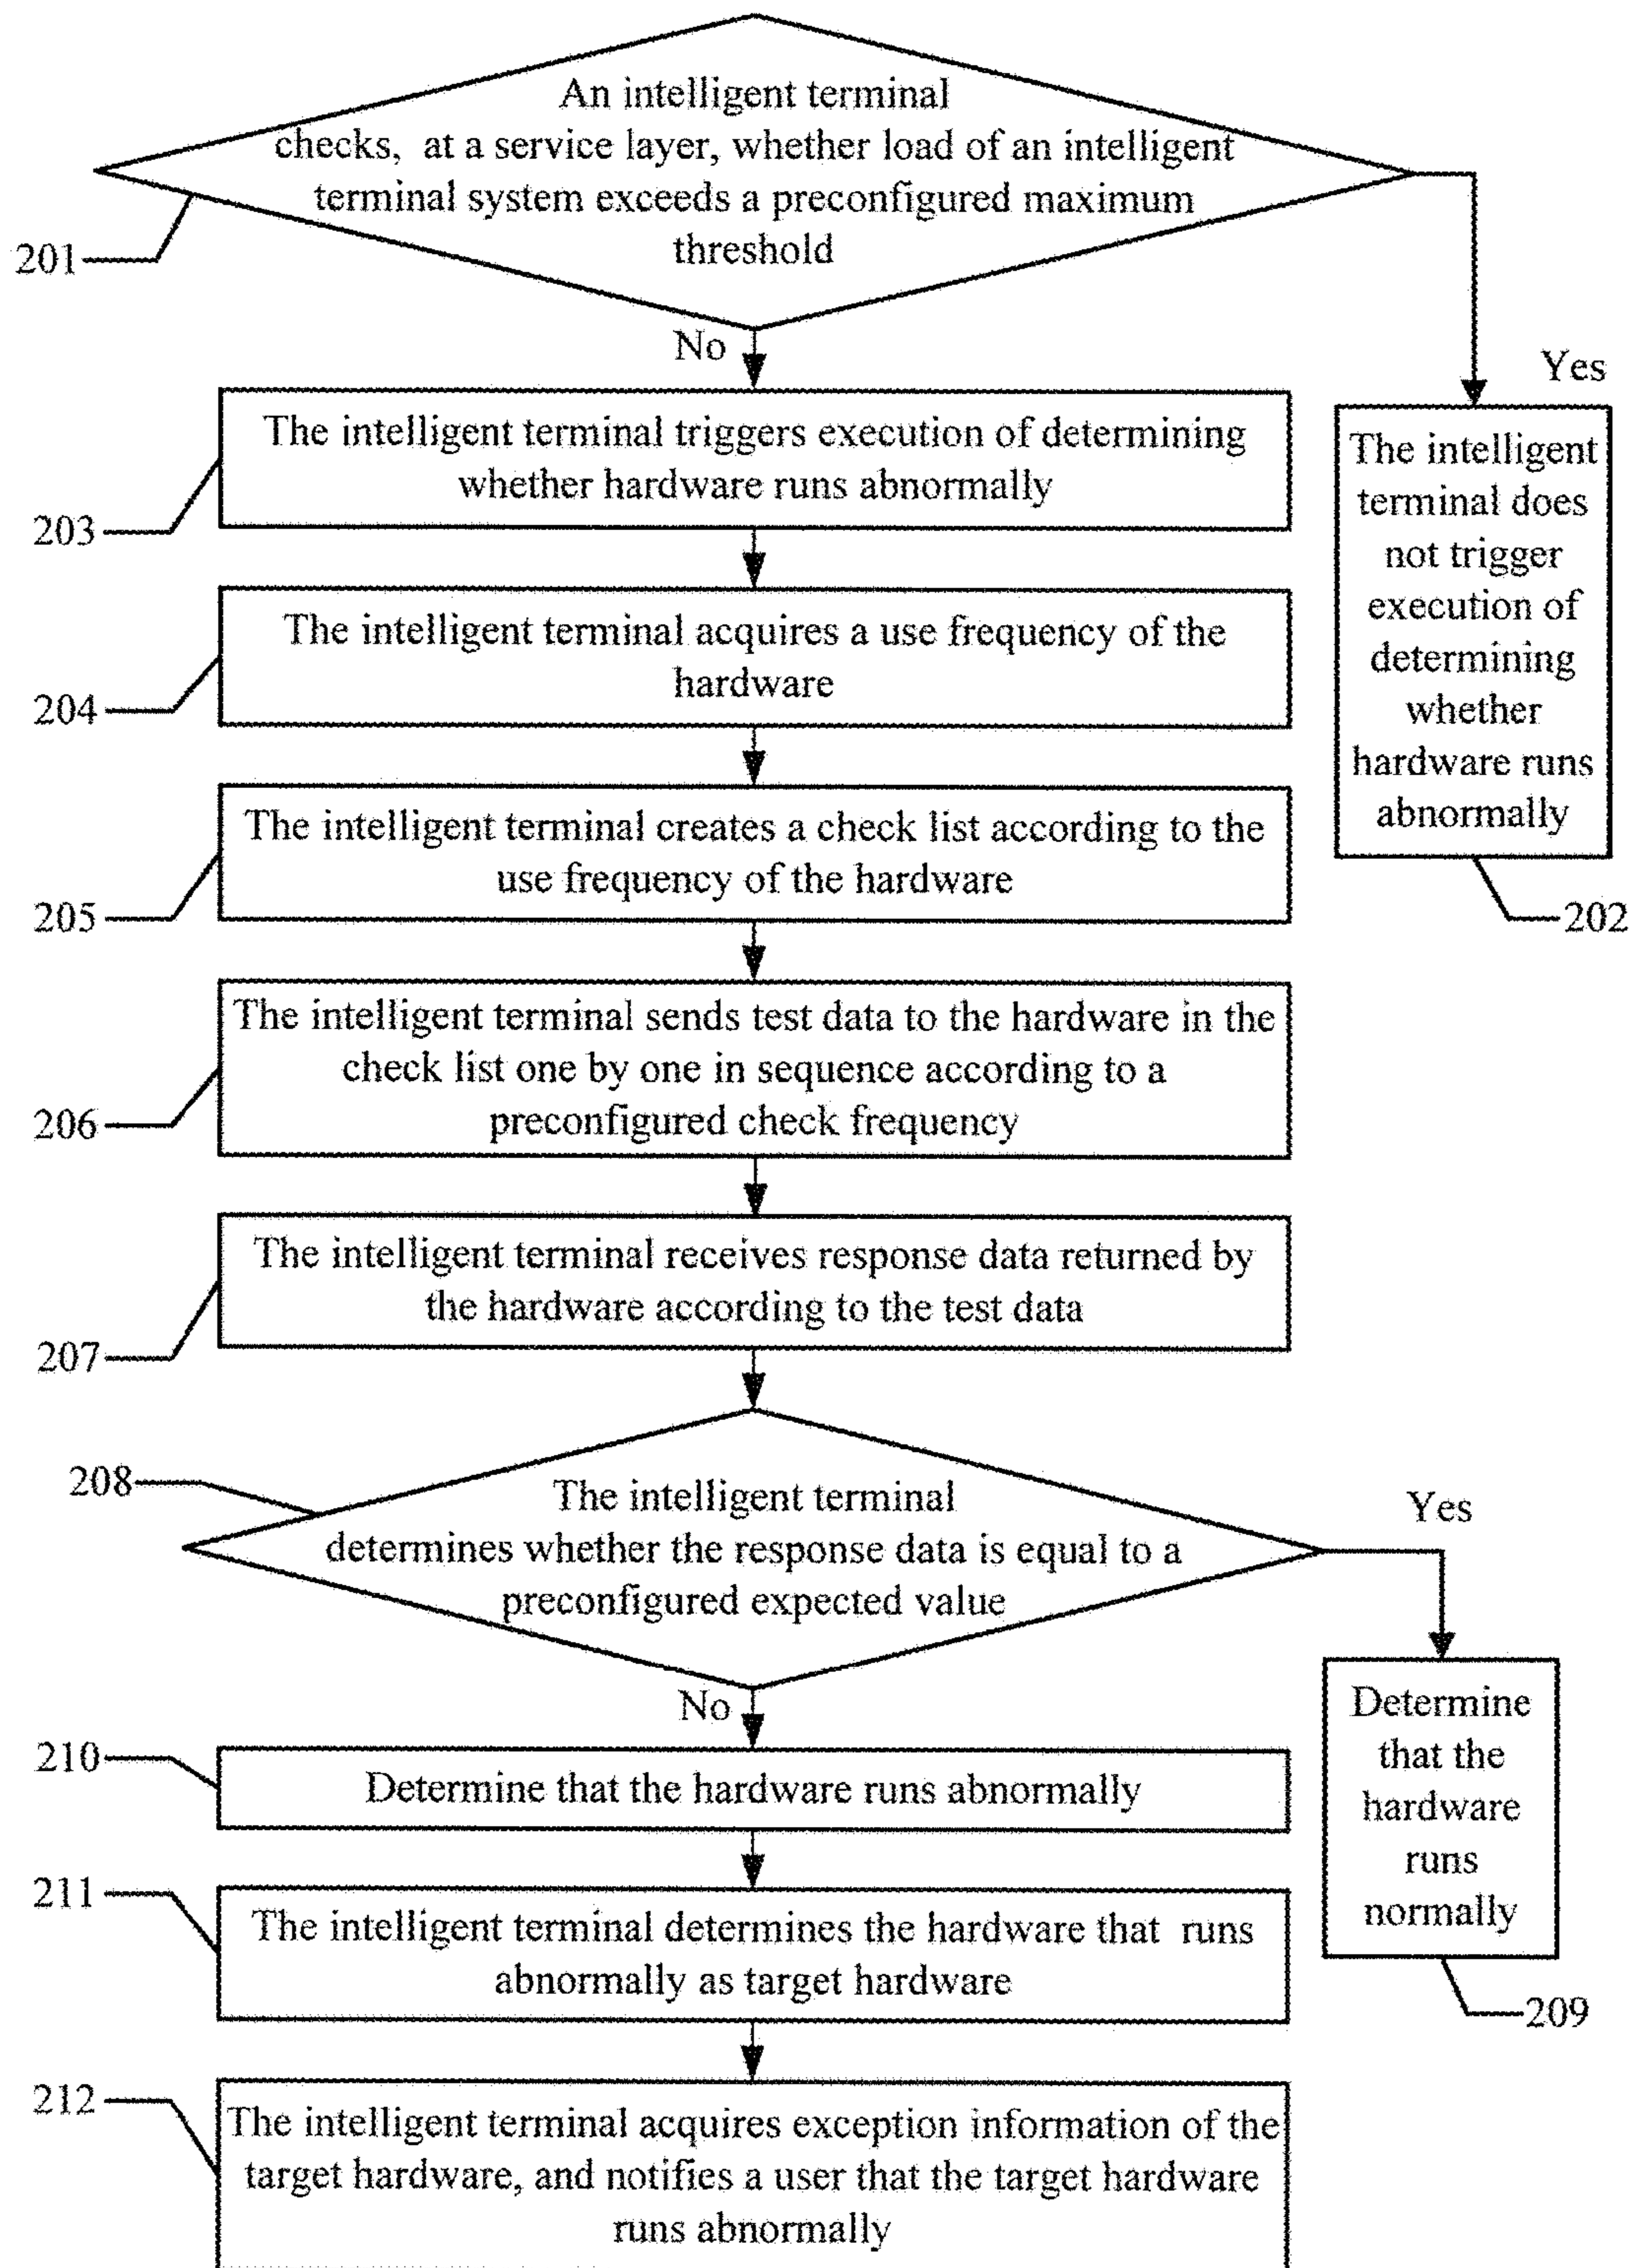 An intelligent terminal
checks, at a service layer, whether load of an intelligent
terminal system exceeds a preconfigured maximum
threshold
201
No
Yes
The intelligent terminal triggers execution of determining
whether hardware runs abnormally
203
The intelligent
terminal does
not trigger
execution of
determining
whether
hardware runs
abnormally
202
The intelligent terminal acquires a use frequency of the
hardware
204
The intelligent terminal creates a check list according to the
use frequency of the hardware
205
The intelligent terminal sends test data to the hardware in the
check list one by one in sequence according to a
preconfigured check frequency
206
The intelligent terminal receives response data returned by
the hardware according to the test data
207
208
The intelligent terminal
determines whether the response data is equal to a
preconfigured expected value
Yes
No
Determine
that the
hardware
runs
normally
209
210
Determine that the hardware runs abnormally
211
The intelligent terminal determines the hardware that runs
abnormally as target hardware
212
The intelligent terminal acquires exception information of the
target hardware, and notifies a user that the target hardware
runs abnormally